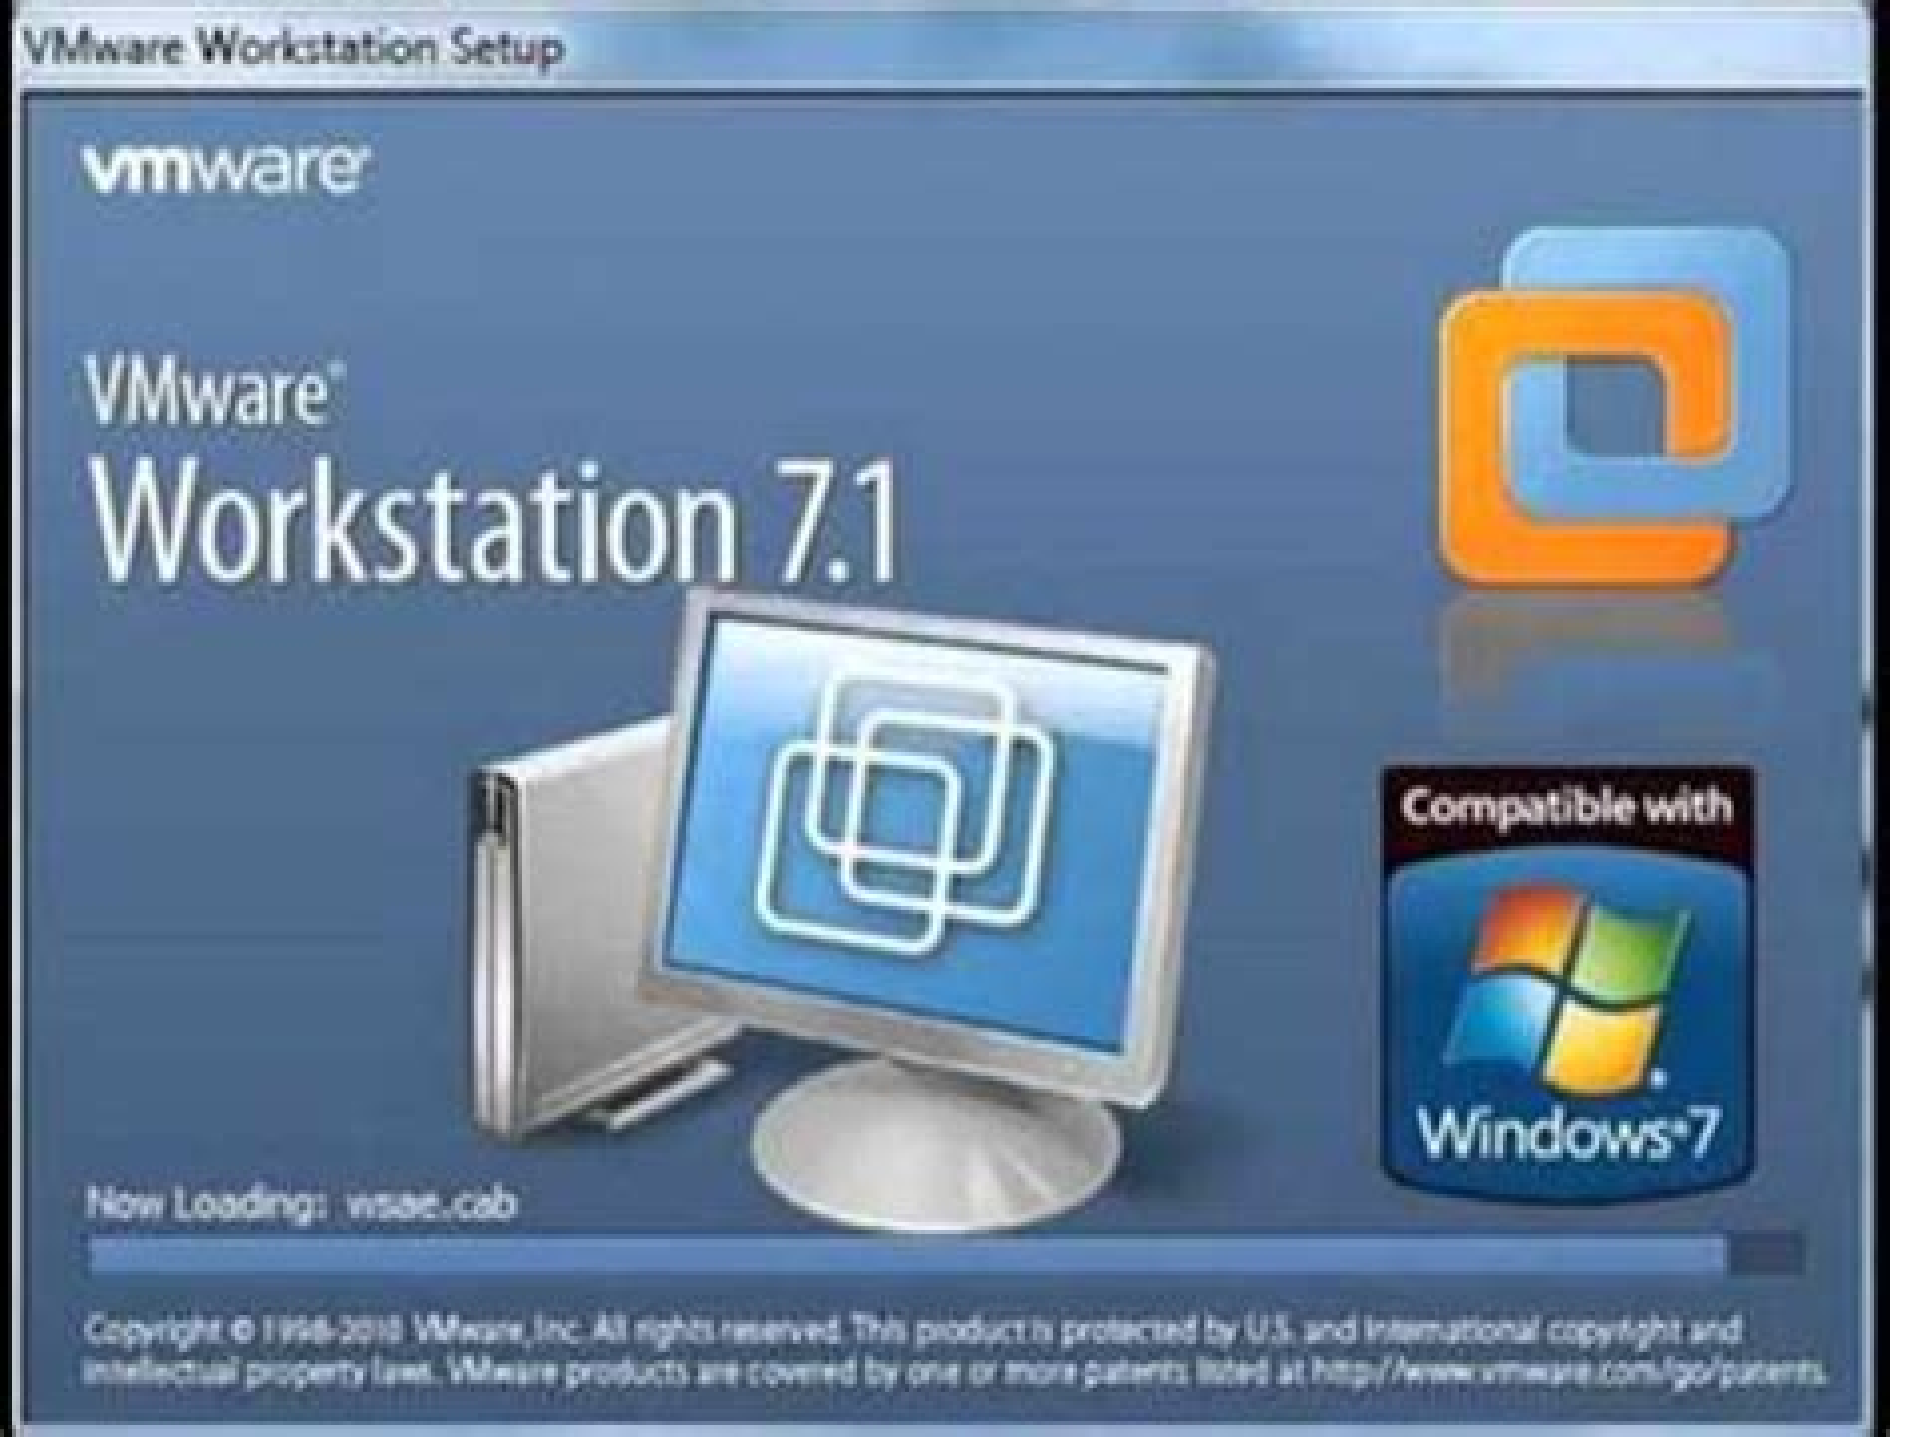 VMware Workstation Setup
vmware
VMware®
Workstation 7.1
Compatible with
Windows®7
Now Loading: wsae.cab
Copyright © 1998-2010 VMware, Inc. All rights reserved. This product is protected by U.S. and International copyright and
intellectual property laws. VMware products are covered by one or more patents listed at http://www.vmware.com/go/patents.